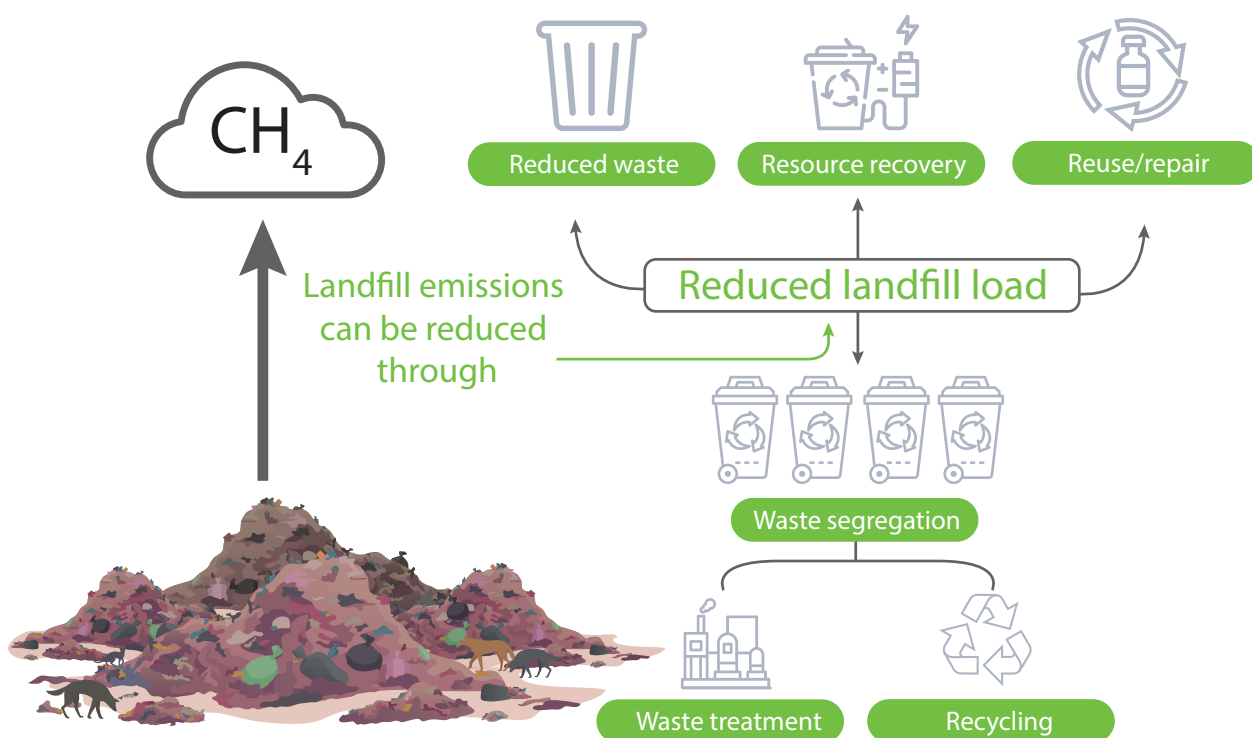 CH4
Reduced waste
Resource recovery
Reuse/repair
Landfill emissions
can be reduced
through
Reduced landfill load
Waste segregation
Waste treatment
Recycling